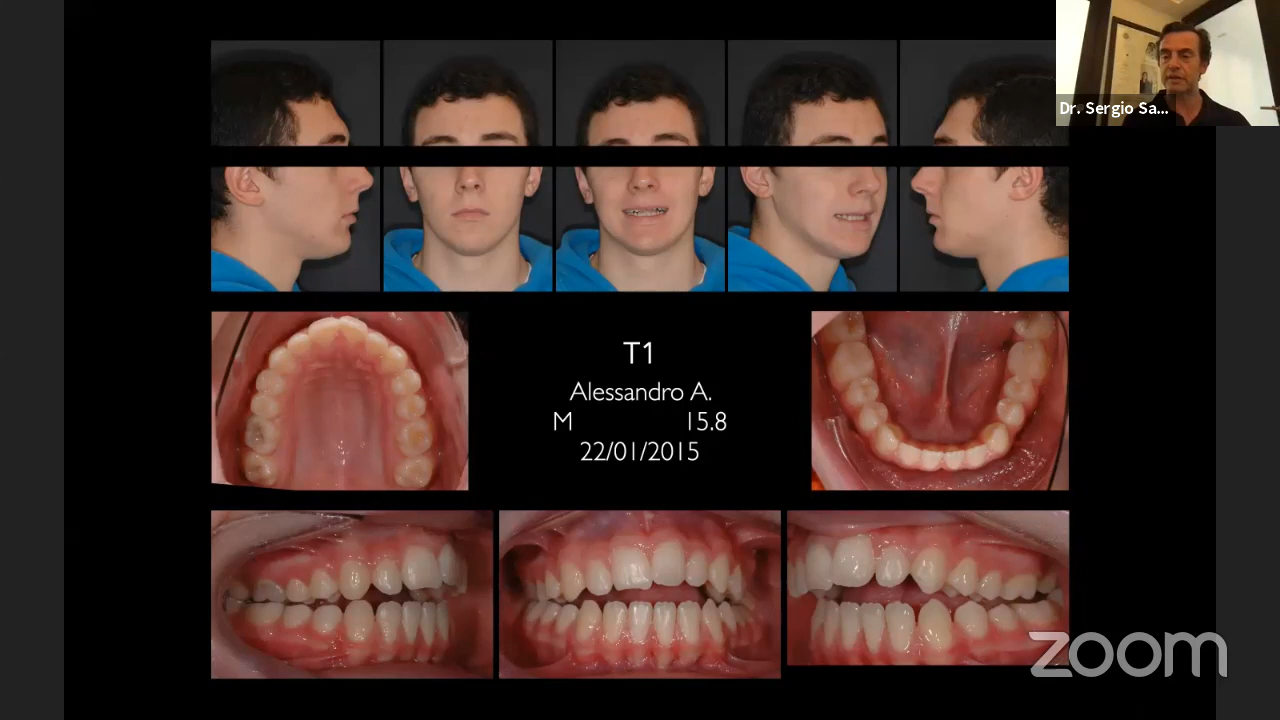 Dr. Sergio Sa...
T1
Alessandro A.
M 15.8
22/01/2015
zoom